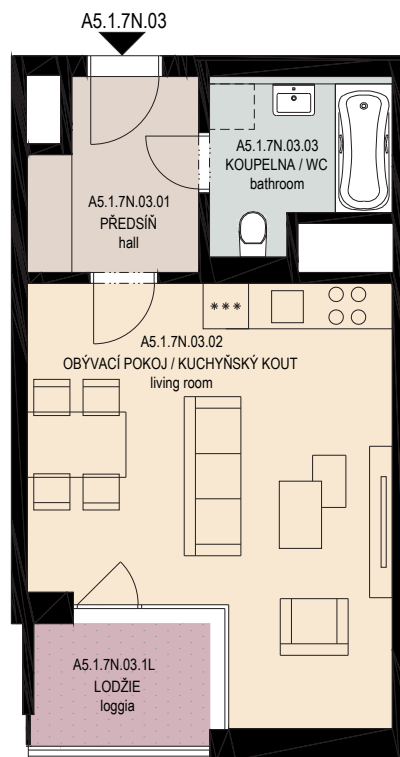 A5.1.7N.03
A5.1.7N.03.03
KOUPELNA / WC
bathroom
A5.1.7N.03.01
PŘEDSÍŇ
hall
***
A5.1.7N.03.02
OBÝVACÍ POKOJ / KUCHYŇSKÝ KOUT
living room
A5.1.7N.03.1L
LODŽIE
loggia